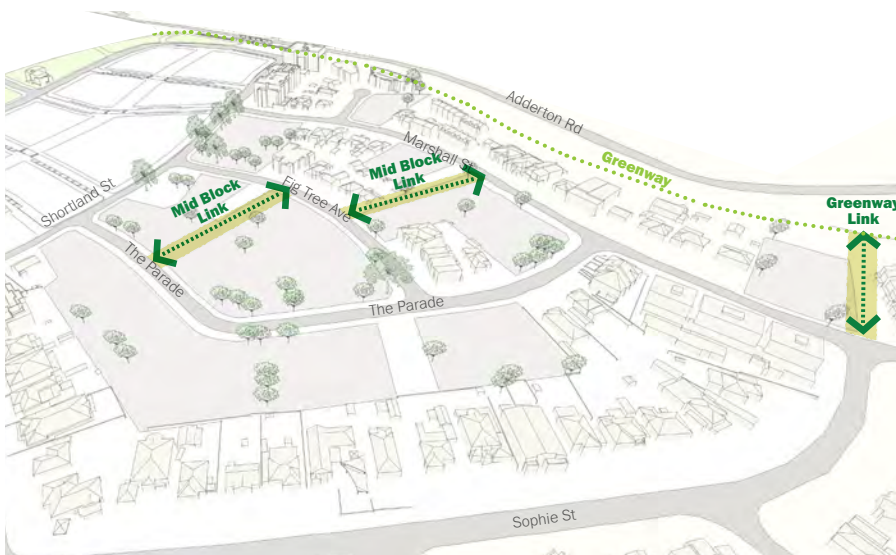 Adderton Rd
Marshall St
Greenway
Mid Block
Link
Mid Block
Link
Fig Tree Ave
Shortland St
Greenway
Link
The Parade
The Parade
Sophie St